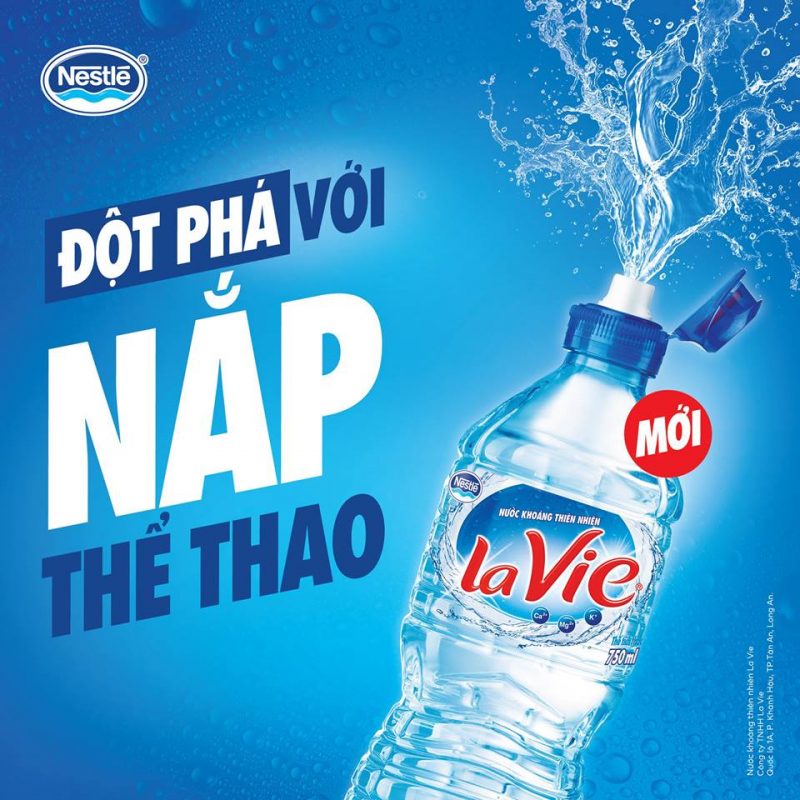 Nestlé
ĐỘT PHÁ VỚI
NẮP
THỂ THAO
MỚI
Nestlé
NƯỚC KHOÁNG THIÊN NHIÊN
La Vie
Ca²⁺ Mg²⁺ K⁺
750 ml
Nước khoáng thiên nhiên La Vie
Công ty TNHH La Vie
Quốc lộ 1A, P. Khánh Hậu, TP.Tân An, Long An